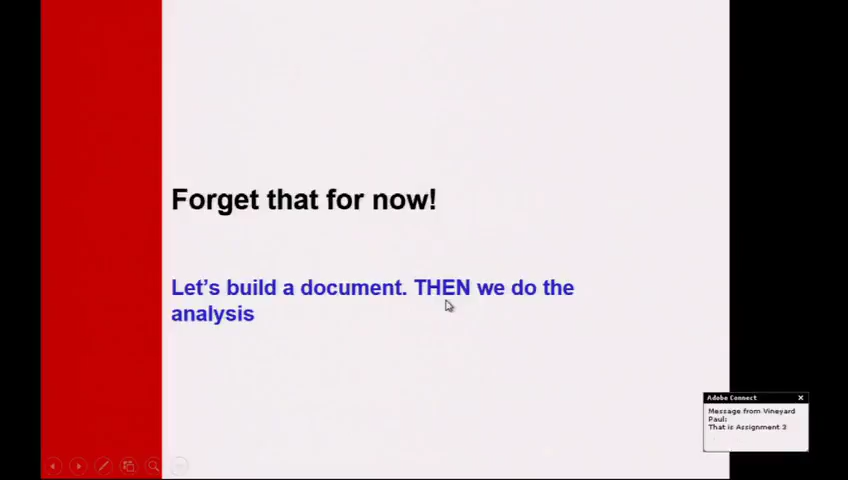 Forget that for now!
Let's build a document. THEN we do the
analysis
Adobe Connect
Message from Vineyard
Paul:
That is Assignment 3